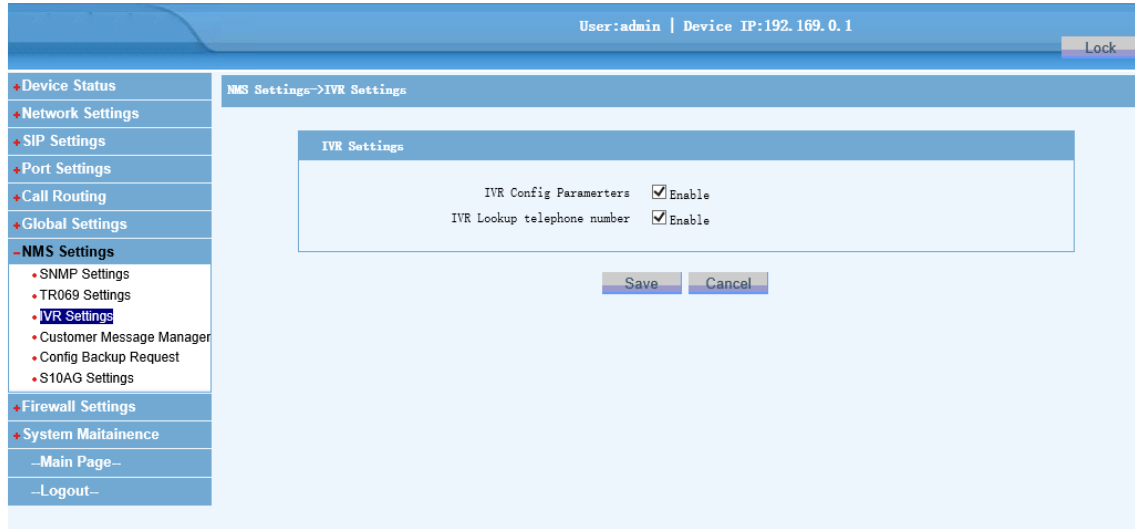 User:admin | Device IP:192.169.0.1
Lock
+Device Status
+Network Settings
+SIP Settings
+Port Settings
+Call Routing
+Global Settings
−NMS Settings
• SNMP Settings
• TR069 Settings
• IVR Settings
• Customer Message Manager
• Config Backup Request
• S10AG Settings
+Firewall Settings
+System Maitainence
--Main Page--
--Logout--
NMS Settings->IVR Settings
IVR Settings
IVR Config Paramerters Enable
IVR Lookup telephone number Enable
Save Cancel